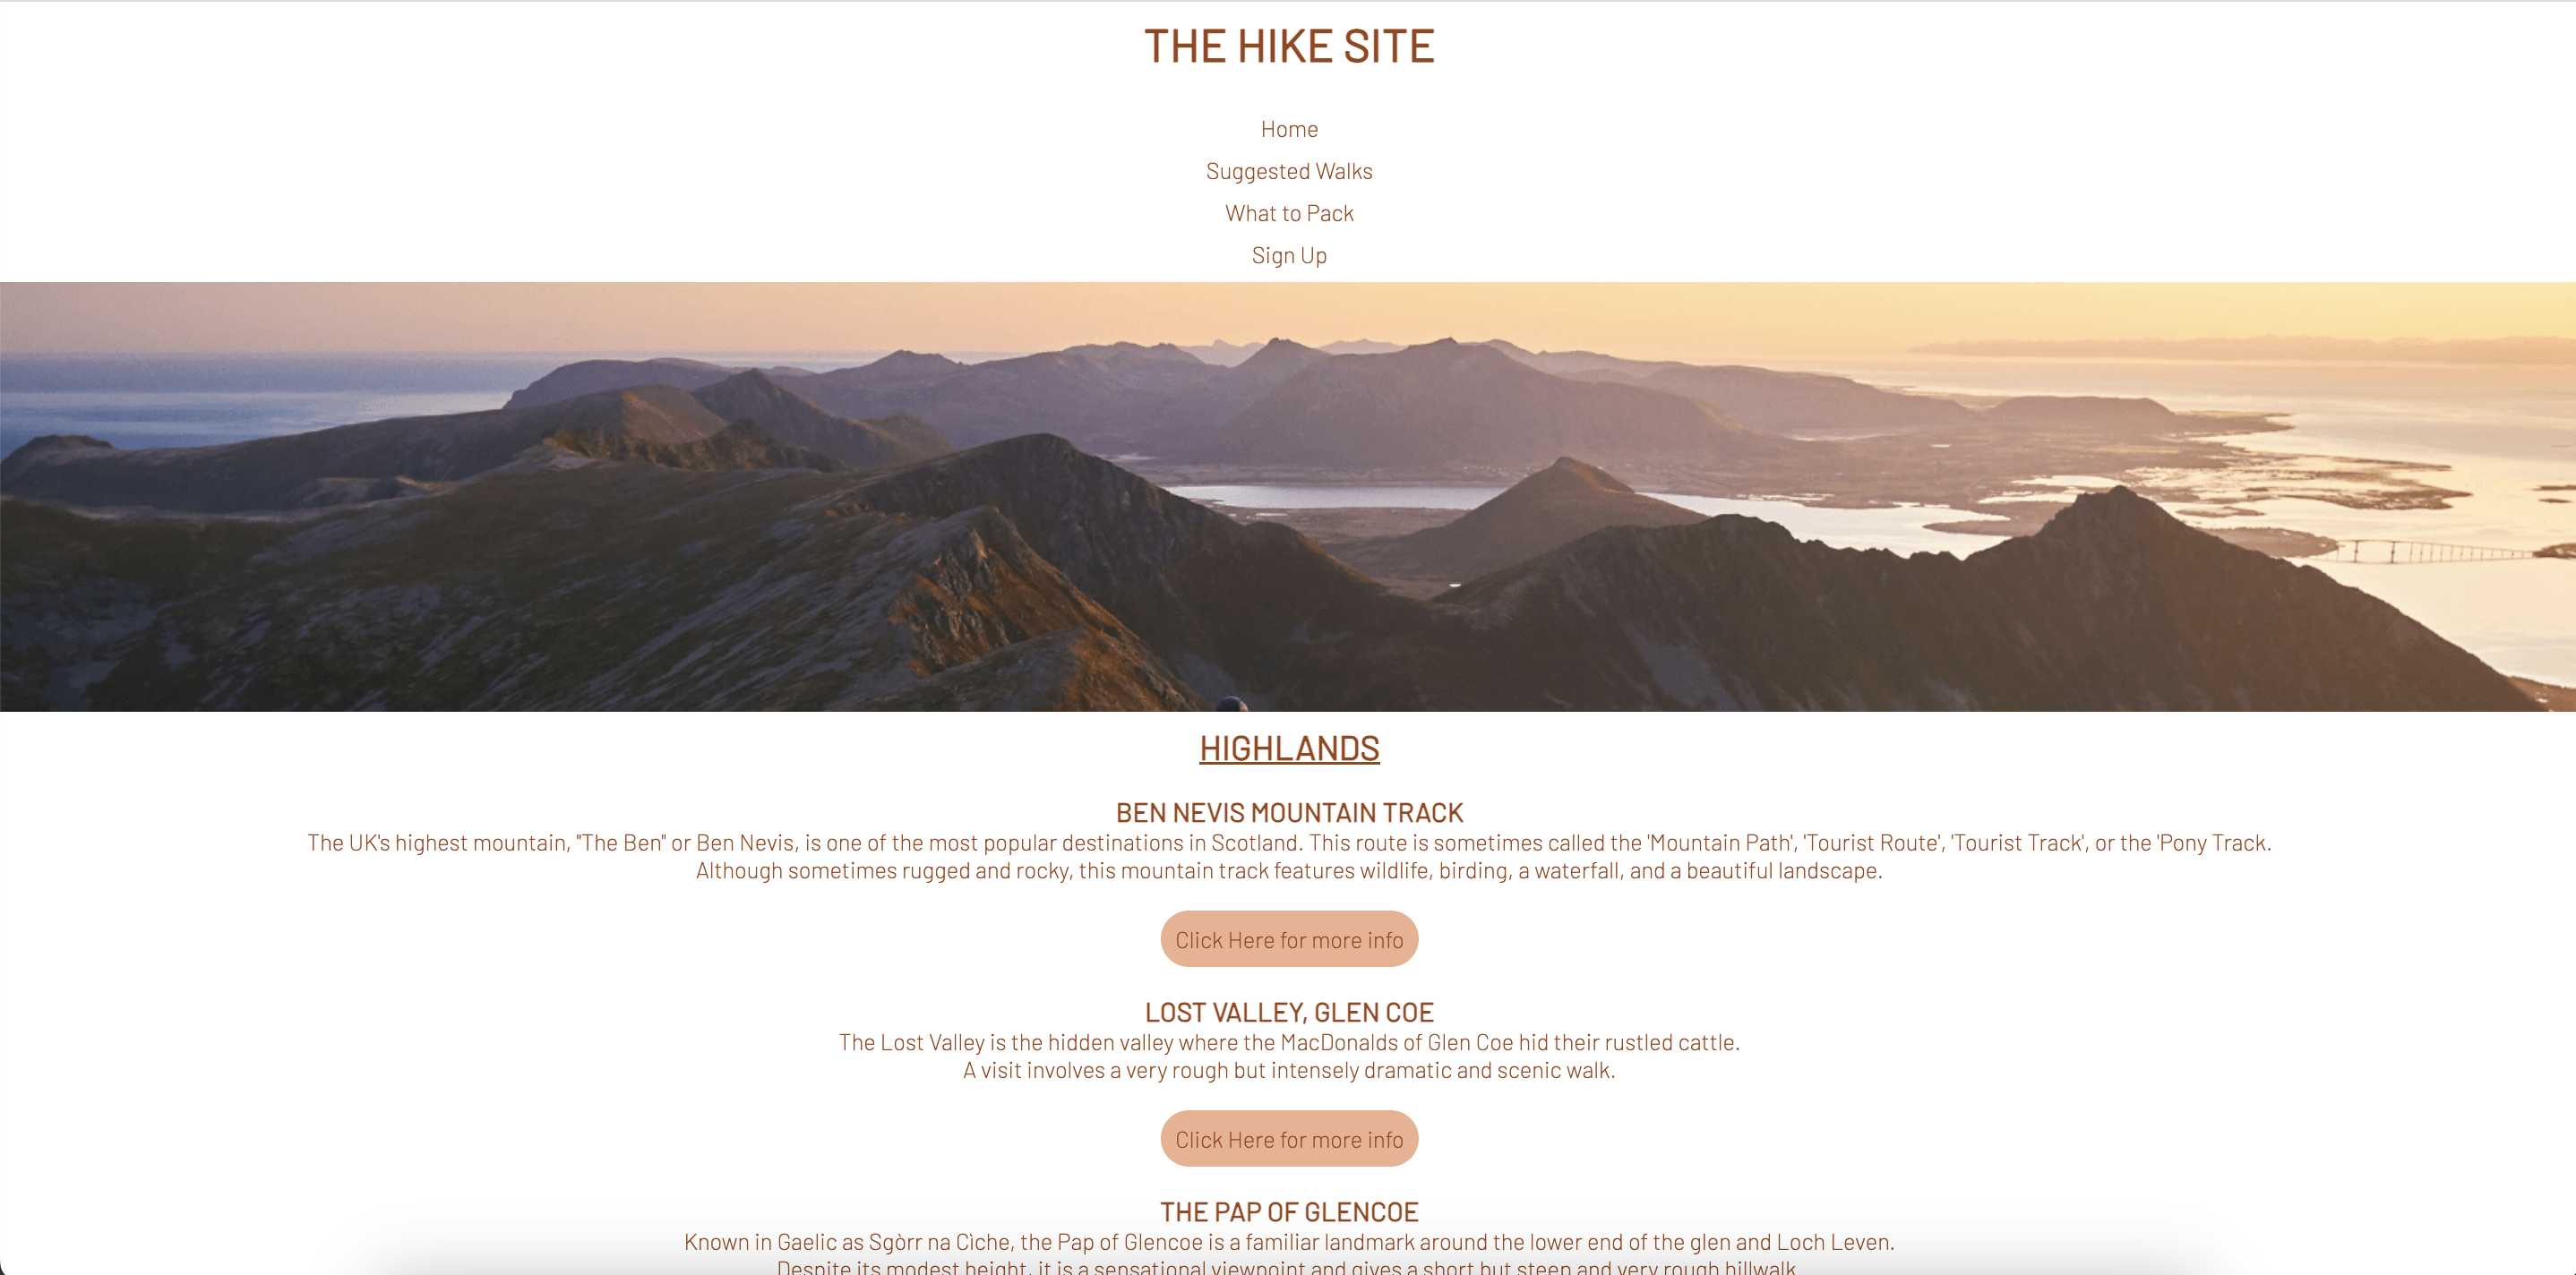 THE HIKE SITE
Home
Suggested Walks
What to Pack
Sign Up
HIGHLANDS
BEN NEVIS MOUNTAIN TRACK
The UK's highest mountain, "The Ben" or Ben Nevis, is one of the most popular destinations in Scotland. This route is sometimes called the 'Mountain Path', 'Tourist Route', 'Tourist Track', or the 'Pony Track.
Although sometimes rugged and rocky, this mountain track features wildlife, birding, a waterfall, and a beautiful landscape.
Click Here for more info
LOST VALLEY, GLEN COE
The Lost Valley is the hidden valley where the MacDonalds of Glen Coe hid their rustled cattle.
A visit involves a very rough but intensely dramatic and scenic walk.
Click Here for more info
THE PAP OF GLENCOE
Known in Gaelic as Sgòrr na Cìche, the Pap of Glencoe is a familiar landmark around the lower end of the glen and Loch Leven.
Despite its modest height, it is a sensational viewpoint and gives a short but steep and very rough hillwalk